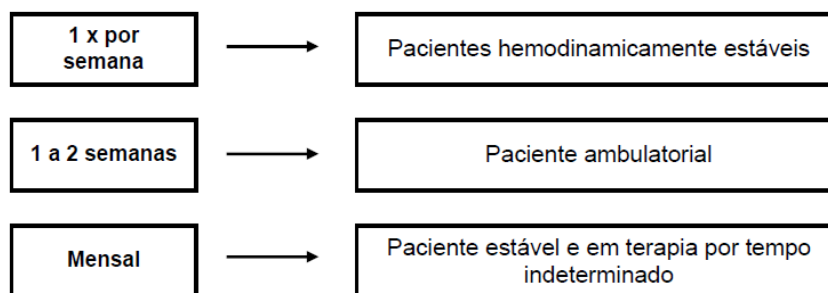 1 x por
semana
Pacientes hemodinamicamente estáveis
1 a 2 semanas
Paciente ambulatorial
Mensal
Paciente estável e em terapia por tempo
indeterminado